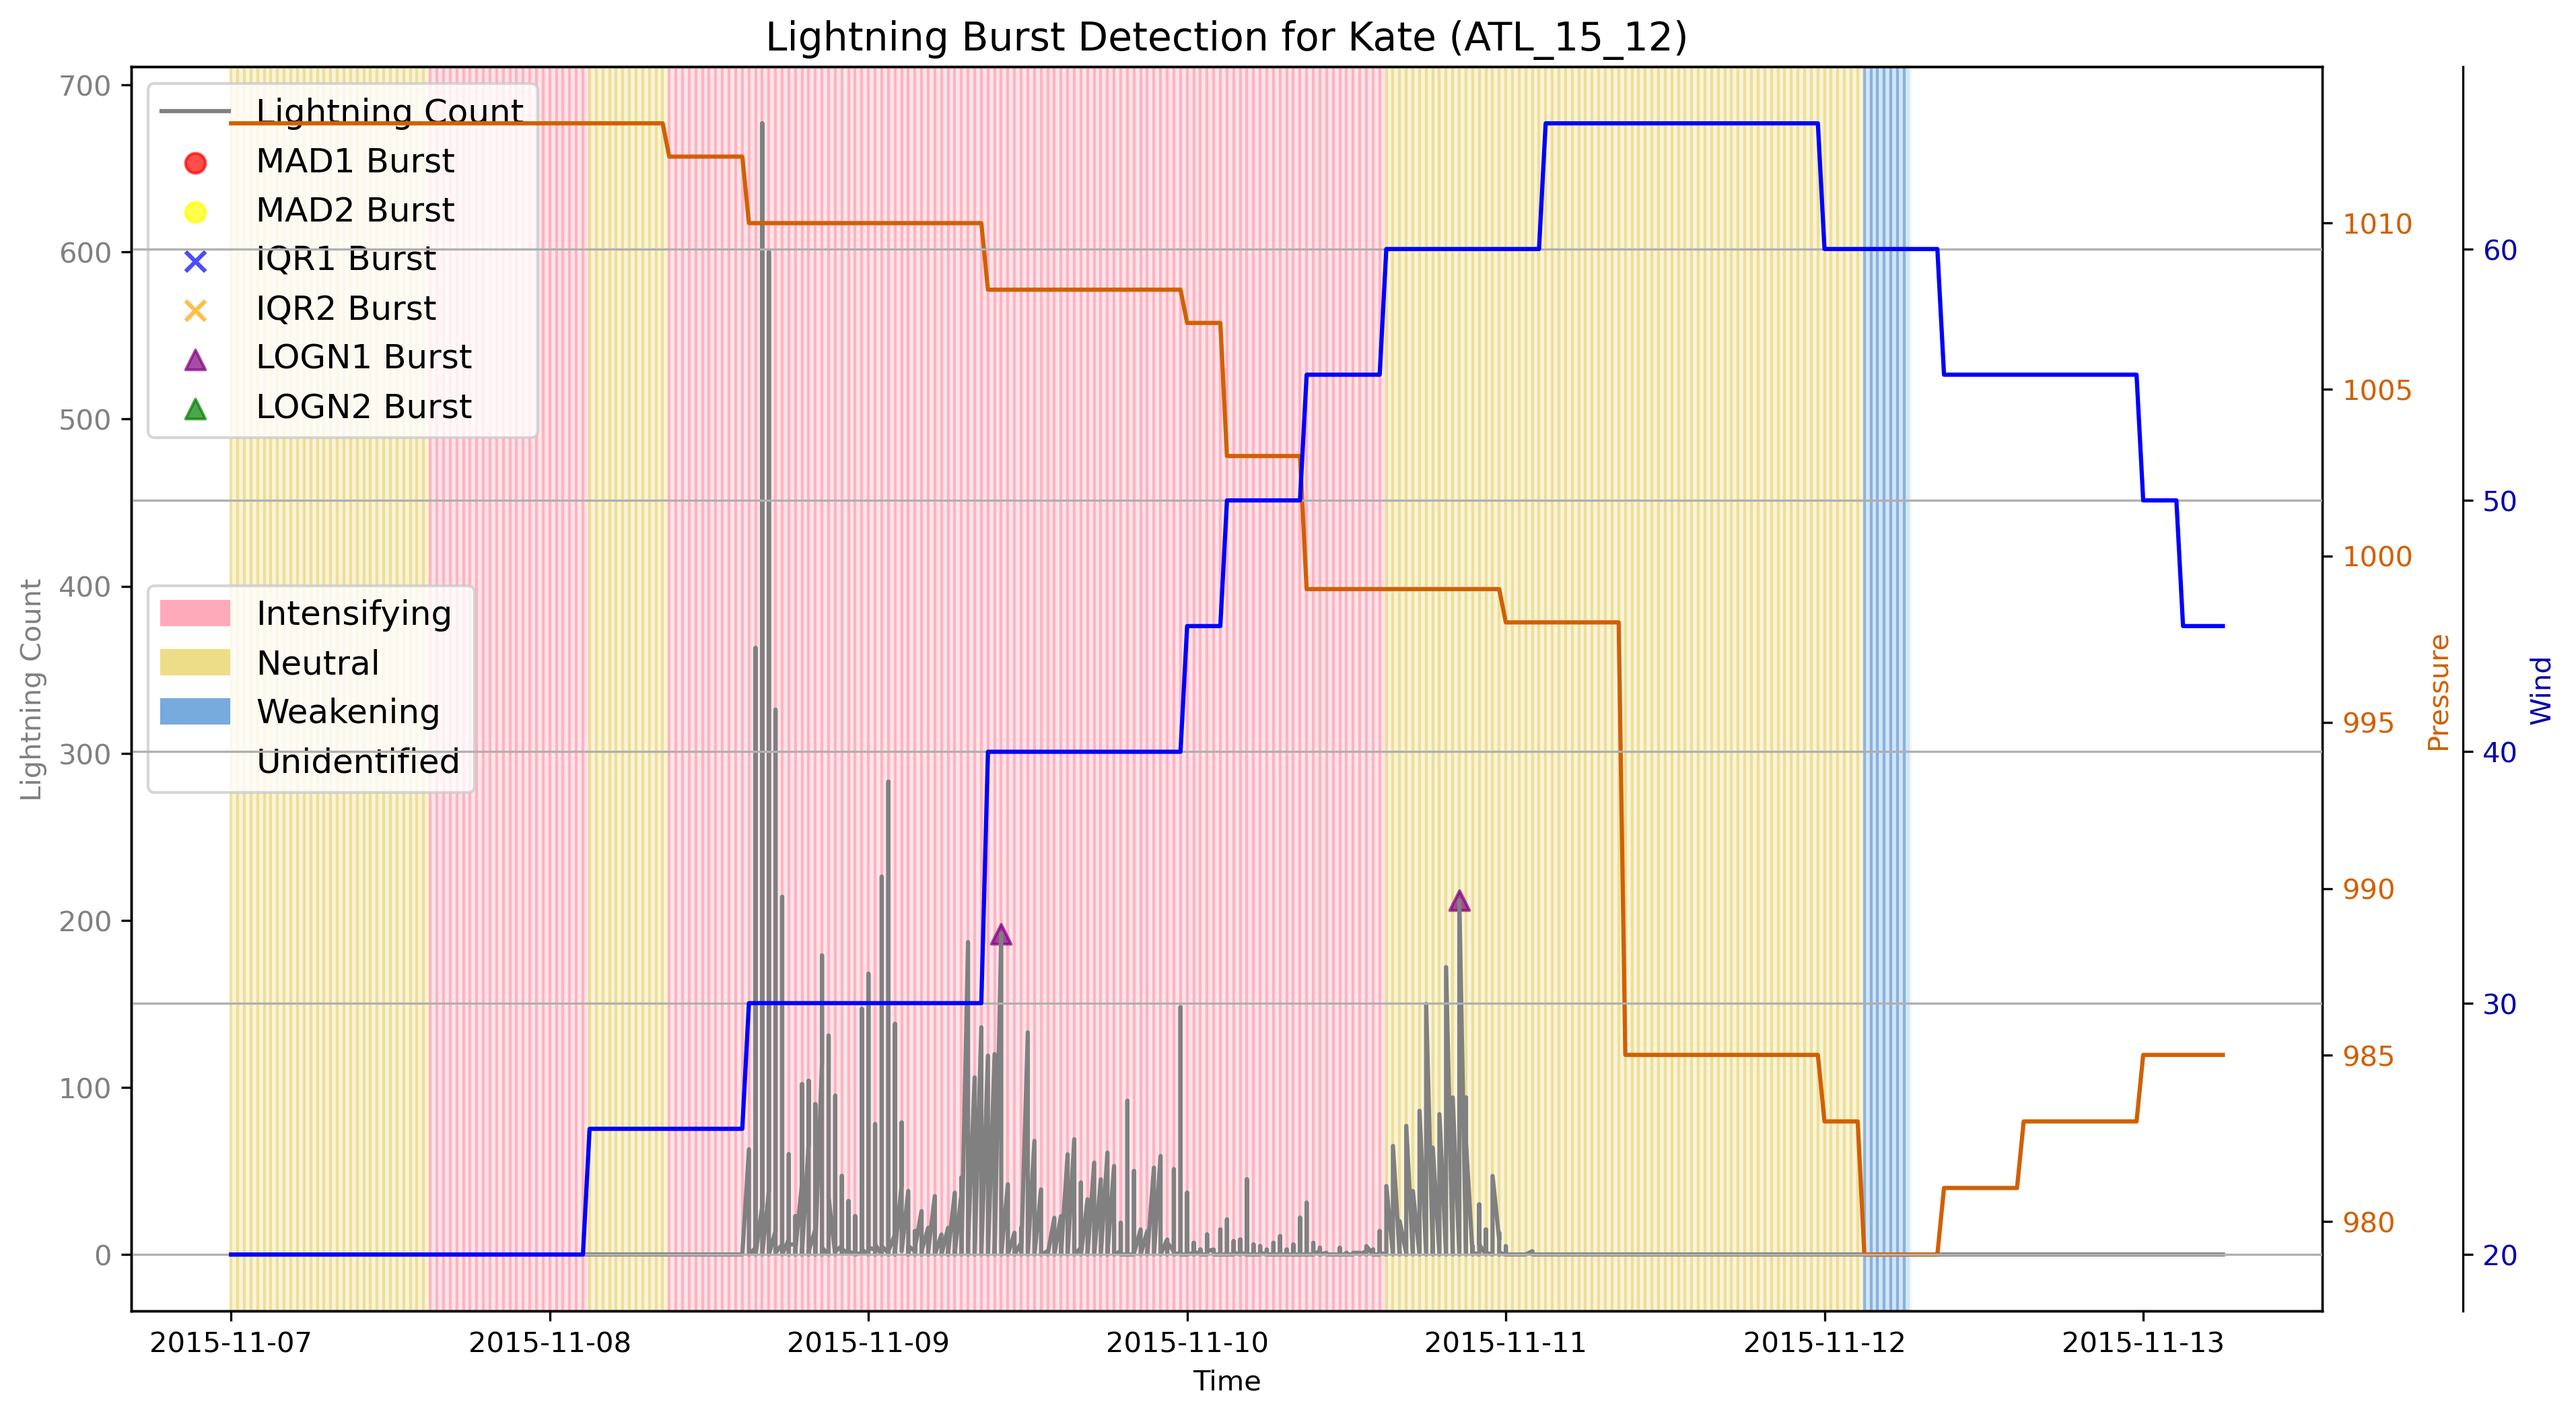 Lightning Burst Detection for Kate (ATL_15_12)
Lightning Count
MAD1 Burst
MAD2 Burst
IQR1 Burst
IQR2 Burst
LOGN1 Burst
LOGN2 Burst
Intensifying
Neutral
Weakening
Unidentified
Lightning Count
700
600
500
400
300
200
100
0
1010
1005
1000
995
990
985
980
Pressure
60
50
40
30
20
Wind
2015-11-07
2015-11-08
2015-11-09
2015-11-10
2015-11-11
2015-11-12
2015-11-13
Time